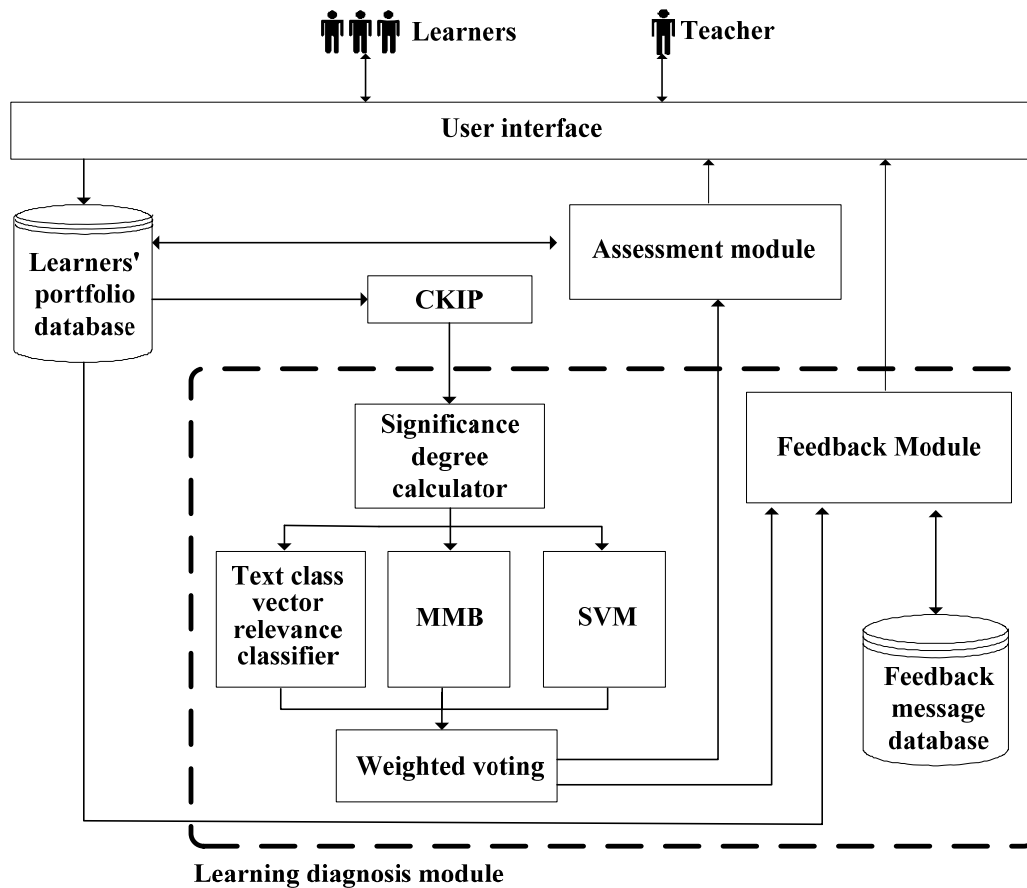 Learners
Teacher
User interface
Learners'
portfolio
database
Assessment module
CKIP
Significance
degree
calculator
Feedback Module
Text class
vector
relevance
classifier
MMB
SVM
Feedback
message
database
Weighted voting
Learning diagnosis module